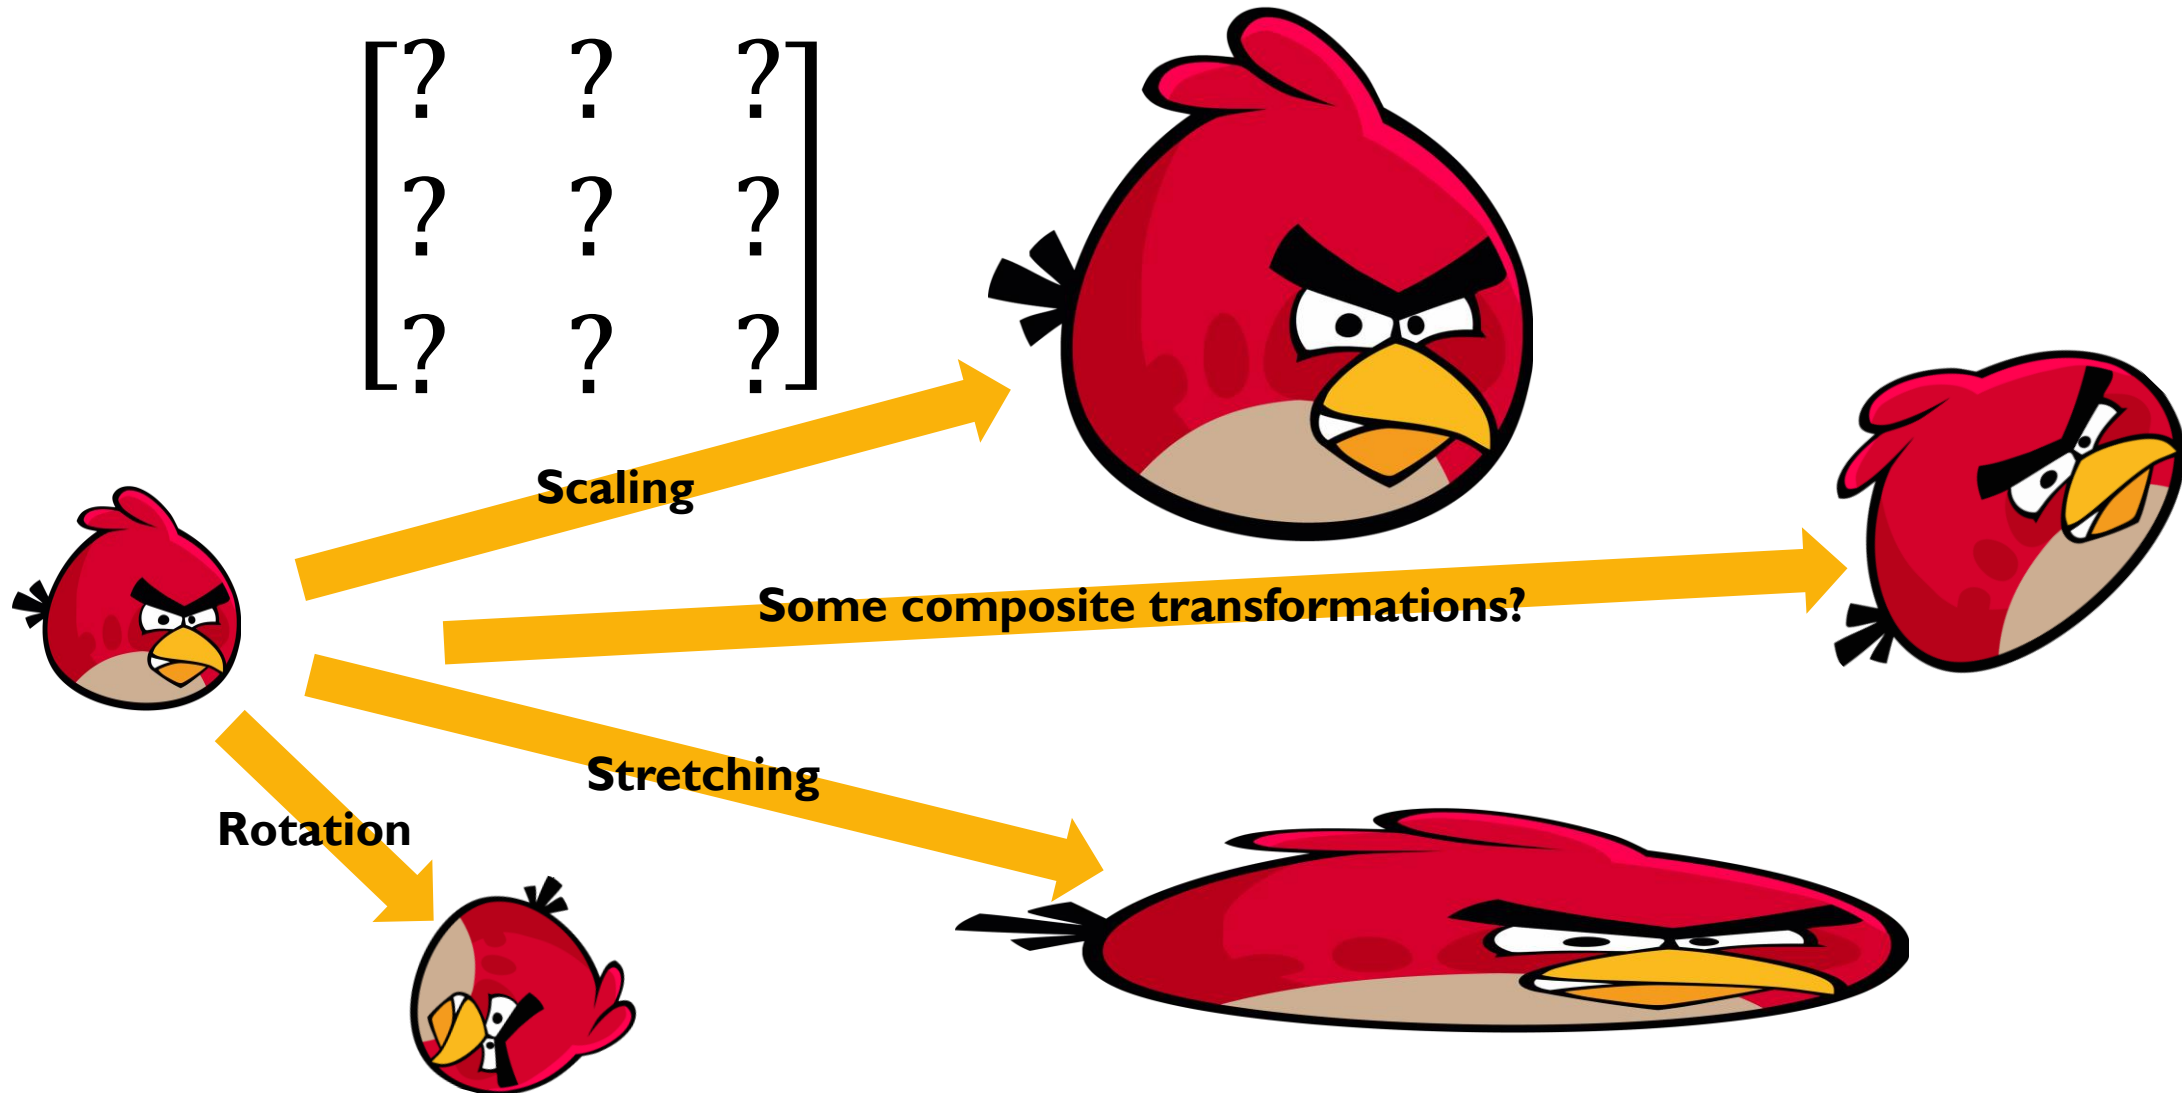 ? ? ?
? ? ?
? ? ?
Scaling
Some composite transformations?
Stretching
Rotation